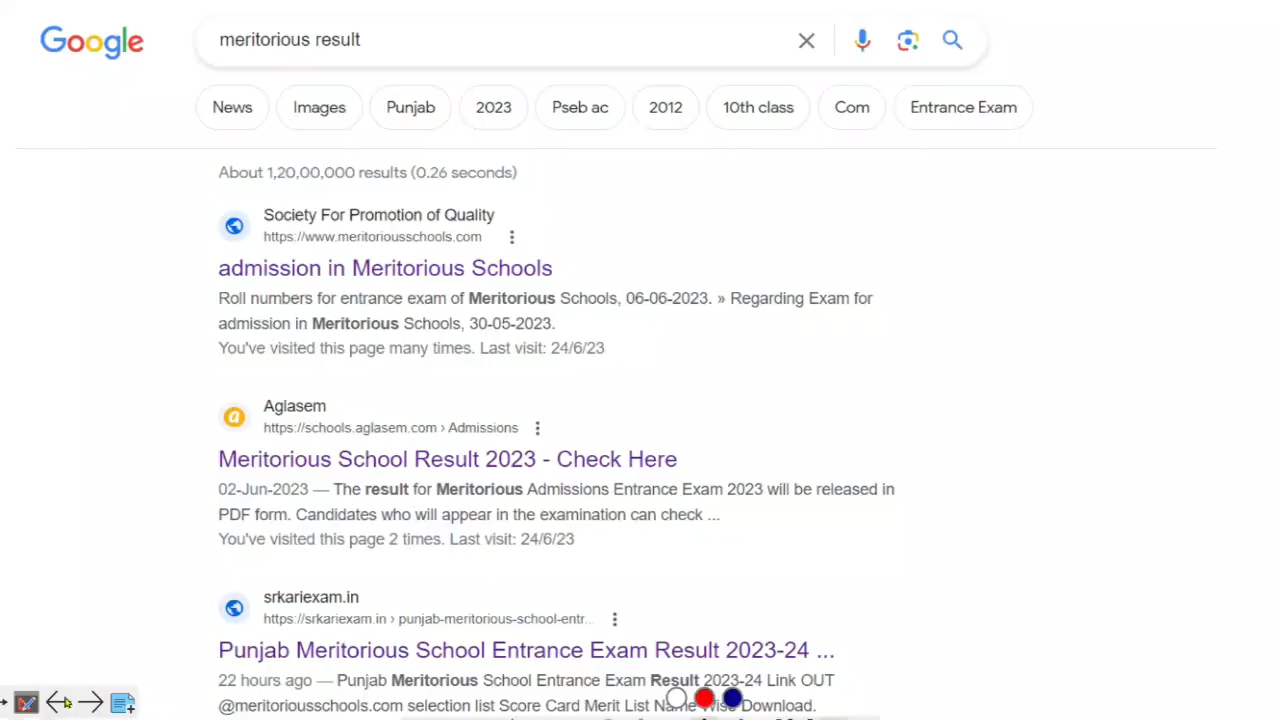 Google
meritorious result
News Images Punjab 2023 Pseb ac 2012 10th class Com Entrance Exam
About 1,20,00,000 results (0.26 seconds)
Society For Promotion of Quality
https://www.meritoriousschools.com
admission in Meritorious Schools
Roll numbers for entrance exam of Meritorious Schools, 06-06-2023. » Regarding Exam for
admission in Meritorious Schools, 30-05-2023.
You've visited this page many times. Last visit: 24/6/23
Aglasem
https://schools.aglasem.com › Admissions
Meritorious School Result 2023 - Check Here
02-Jun-2023 — The result for Meritorious Admissions Entrance Exam 2023 will be released in
PDF form. Candidates who will appear in the examination can check ...
You've visited this page 2 times. Last visit: 24/6/23
srkariexam.in
https://srkariexam.in › punjab-meritorious-school-entr...
Punjab Meritorious School Entrance Exam Result 2023-24 ...
22 hours ago — Punjab Meritorious School Entrance Exam Result 2023-24 Link OUT
@meritoriousschools.com selection list Score Card Merit List Name Wise Download.